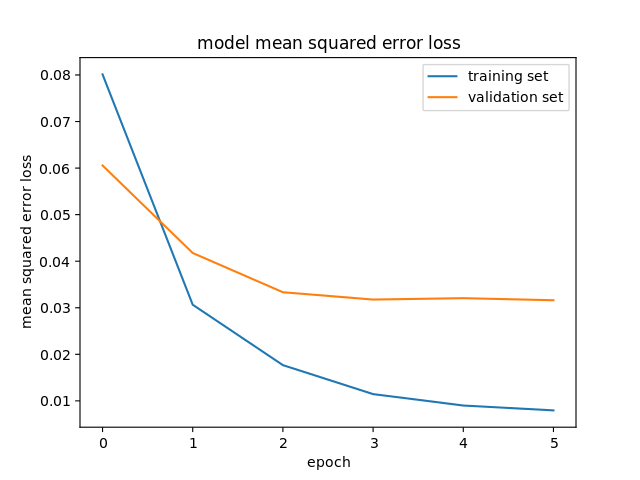 model mean squared error loss
training set
validation set
mean squared error loss
0.08
0.07
0.06
0.05
0.04
0.03
0.02
0.01
0 1 2 3 4 5
epoch